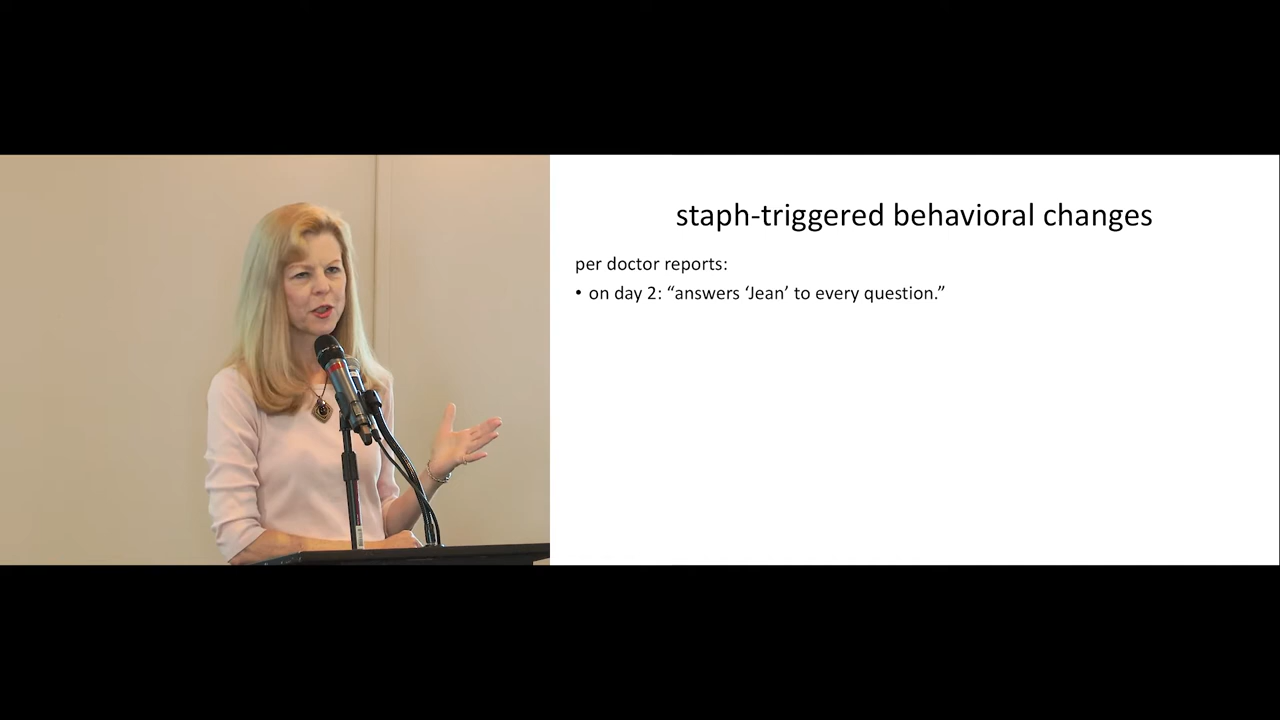 staph-triggered behavioral changes
per doctor reports:
• on day 2: “answers ‘Jean’ to every question.”